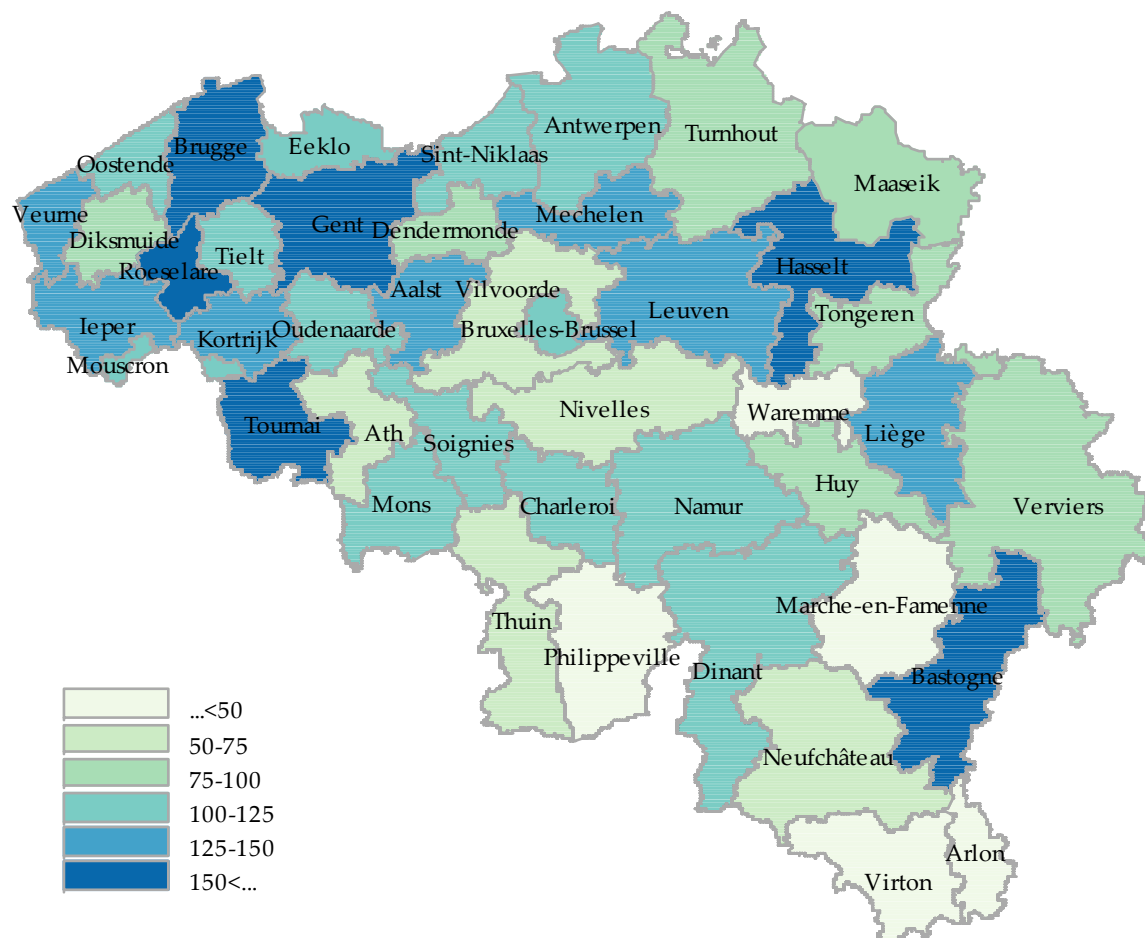 Antwerpen
Turnhout
Brugge
Eeklo
Sint-Niklaas
Oostende
Maaseik
Veurne
Gent
Mechelen
Diksmuide
Dendermonde
Tielt
Roeselare
Hasselt
Aalst
Vilvoorde
Leuven
Ieper
Kortrijk
Oudenaarde
Bruxelles-Brussel
Tongeren
Mouscron
Nivelles
Waremme
Tournai
Ath
Soignies
Liège
Huy
Mons
Charleroi
Namur
Verviers
Marche-en-Famenne
Thuin
Philippeville
Dinant
Bastogne
Neufchâteau
Arlon
Virton
...<50
50-75
75-100
100-125
125-150
150<...